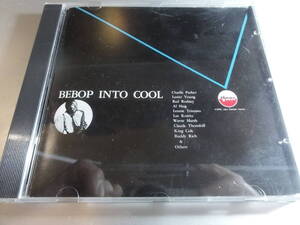 BEBOP INTO COOL
Charlie Parker
Lester Young
Red Rodney
Al Haig
Lennie Tristano
Lee Konitz
Warne Marsh
Claude Thornhill
King Cole
Buddy Rich
&
Others